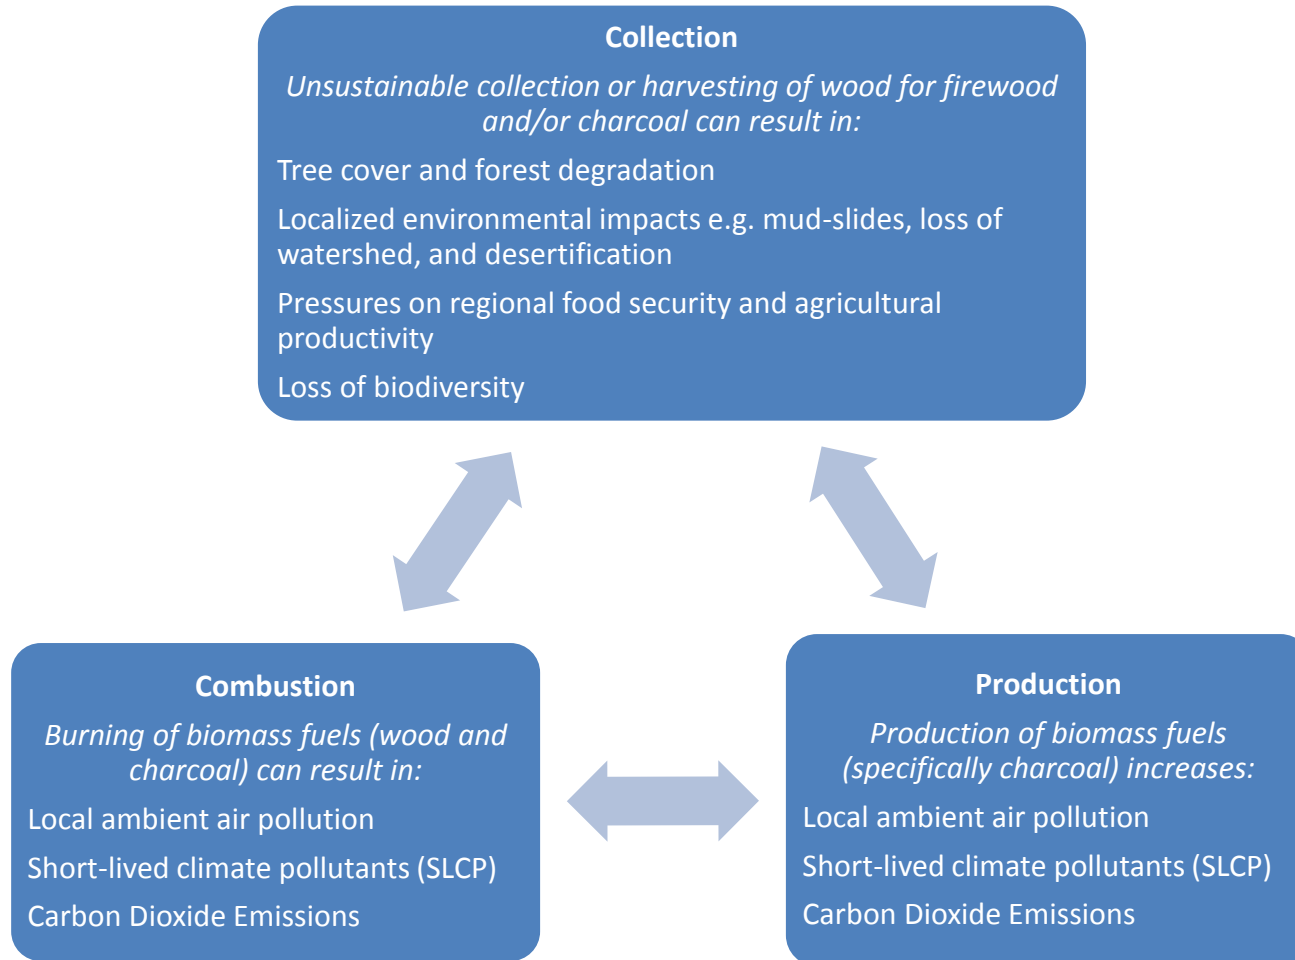 Collection
Unsustainable collection or harvesting of wood for firewood
and/or charcoal can result in:
Tree cover and forest degradation
Localized environmental impacts e.g. mud-slides, loss of
watershed, and desertification
Pressures on regional food security and agricultural
productivity
Loss of biodiversity
Combustion
Burning of biomass fuels (wood and
charcoal) can result in:
Local ambient air pollution
Short-lived climate pollutants (SLCP)
Carbon Dioxide Emissions
Production
Production of biomass fuels
(specifically charcoal) increases:
Local ambient air pollution
Short-lived climate pollutants (SLCP)
Carbon Dioxide Emissions